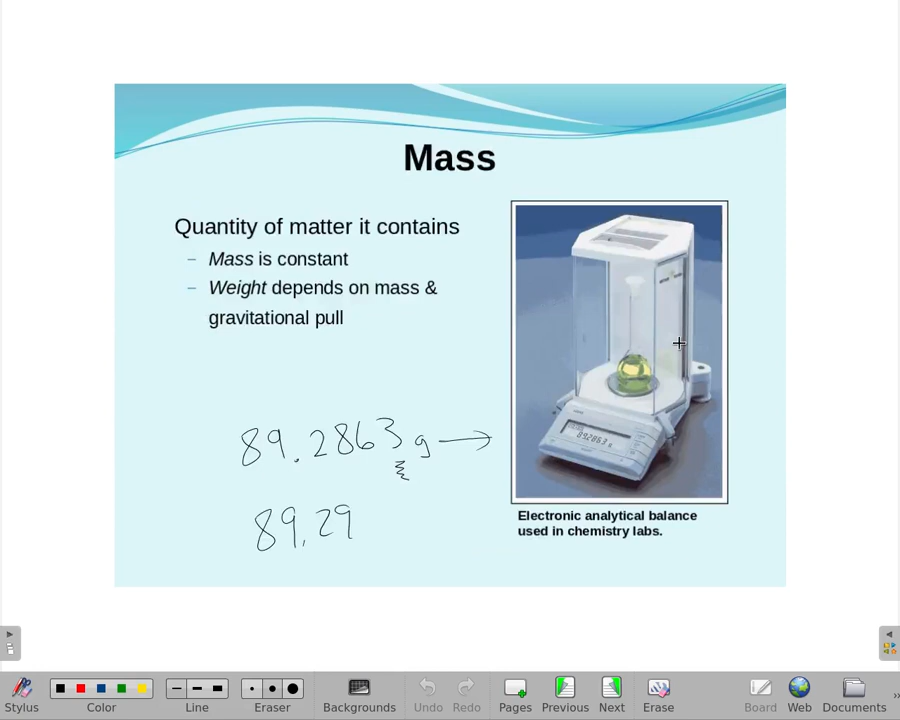 Mass
Quantity of matter it contains
– Mass is constant
– Weight depends on mass &
gravitational pull
89.2863 g →
89.29
89.2863 g
Electronic analytical balance
used in chemistry labs.
Stylus
Color
Line
Eraser
Backgrounds
Undo
Redo
Pages
Previous
Next
Erase
Board
Web
Documents
»